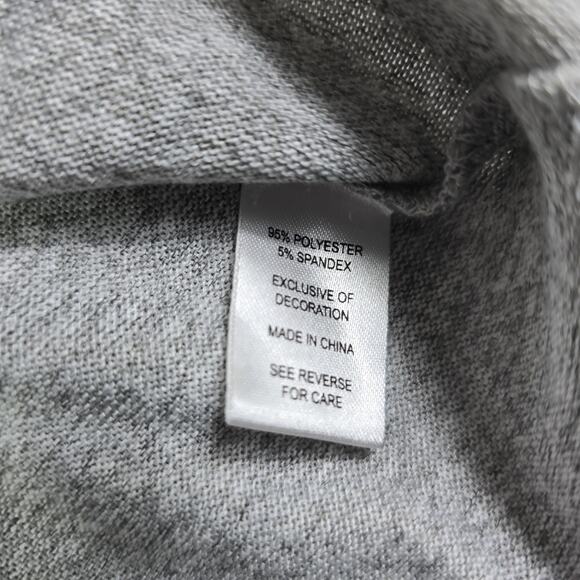 95% POLYESTER
5% SPANDEX
EXCLUSIVE OF
DECORATION
MADE IN CHINA
SEE REVERSE
FOR CARE